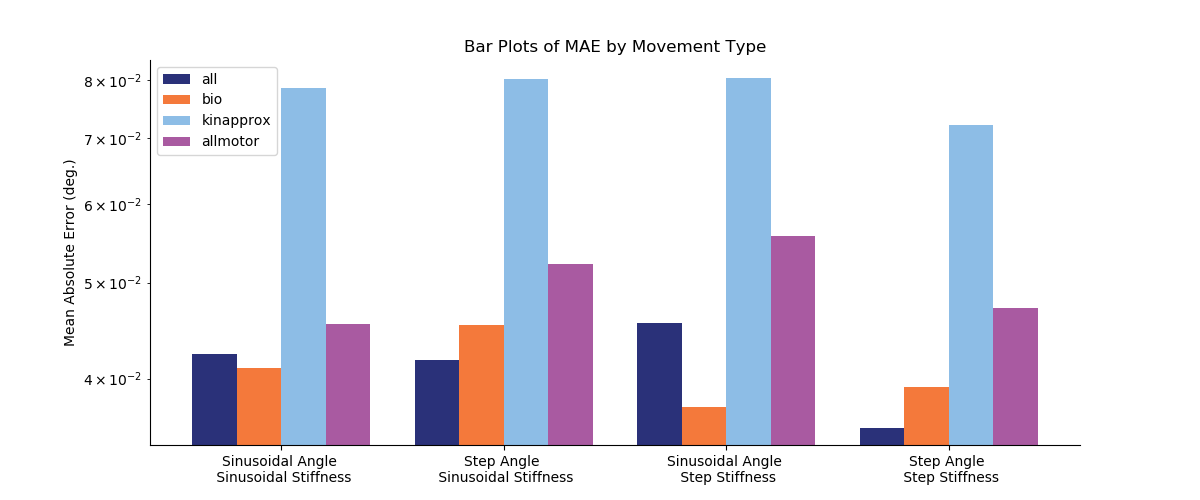 Bar Plots of MAE by Movement Type
all
bio
kinapprox
allmotor
Mean Absolute Error (deg.)
8 × 10⁻²
7 × 10⁻²
6 × 10⁻²
5 × 10⁻²
4 × 10⁻²
Sinusoidal Angle
Sinusoidal Stiffness
Step Angle
Sinusoidal Stiffness
Sinusoidal Angle
Step Stiffness
Step Angle
Step Stiffness